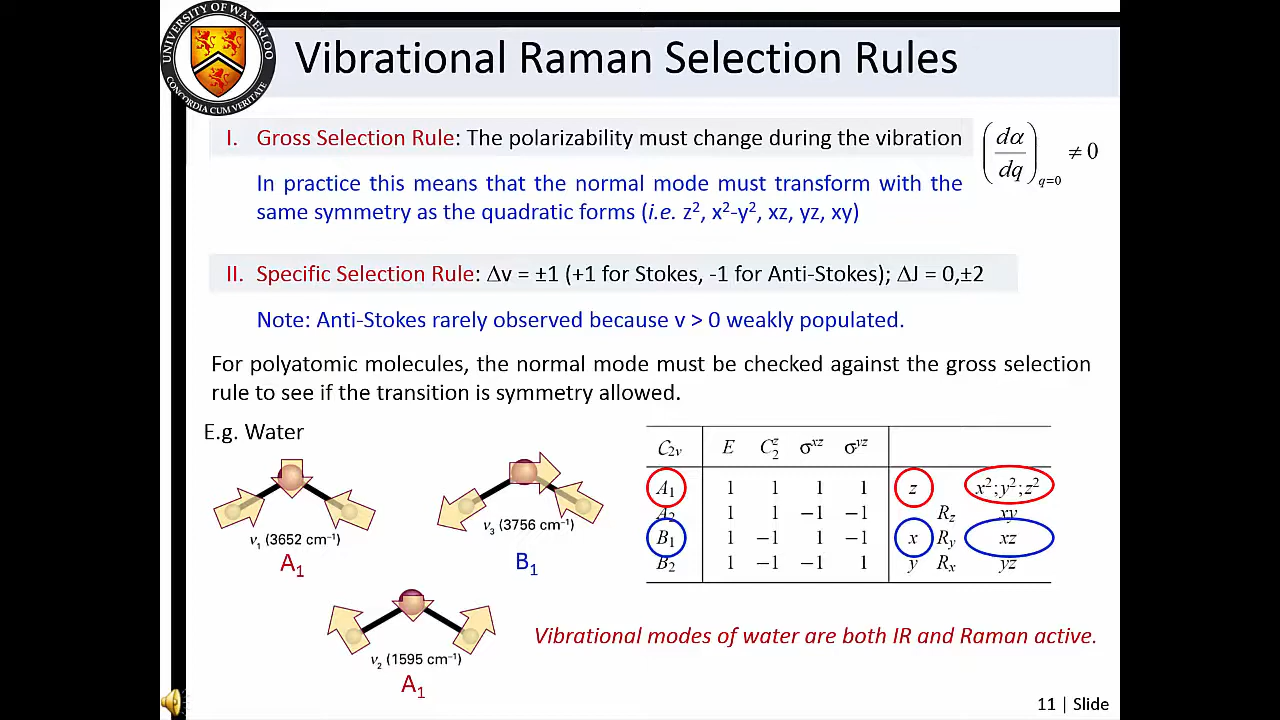 UNIVERSITY OF WATERLOO
CONCORDIA CUM VERITATE
Vibrational Raman Selection Rules
I. Gross Selection Rule: The polarizability must change during the vibration
(dα/dq)q=0 ≠ 0
In practice this means that the normal mode must transform with the
same symmetry as the quadratic forms (i.e. z², x²-y², xz, yz, xy)
II. Specific Selection Rule: Δv = ±1 (+1 for Stokes, -1 for Anti-Stokes); ΔJ = 0,±2
Note: Anti-Stokes rarely observed because v > 0 weakly populated.
For polyatomic molecules, the normal mode must be checked against the gross selection
rule to see if the transition is symmetry allowed.
E.g. Water
ν₁ (3652 cm⁻¹)
A₁
ν₃ (3756 cm⁻¹)
B₁
ν₂ (1595 cm⁻¹)
A₁
C₂ᵥ E C₂ᶻ σˣᶻ σʸᶻ
A₁ 1 1 1 1 z x²;y²;z²
A₂ 1 1 −1 −1 Rz xy
B₁ 1 −1 1 −1 x Ry xz
B₂ 1 −1 −1 1 y Rx yz
Vibrational modes of water are both IR and Raman active.
11 | Slide